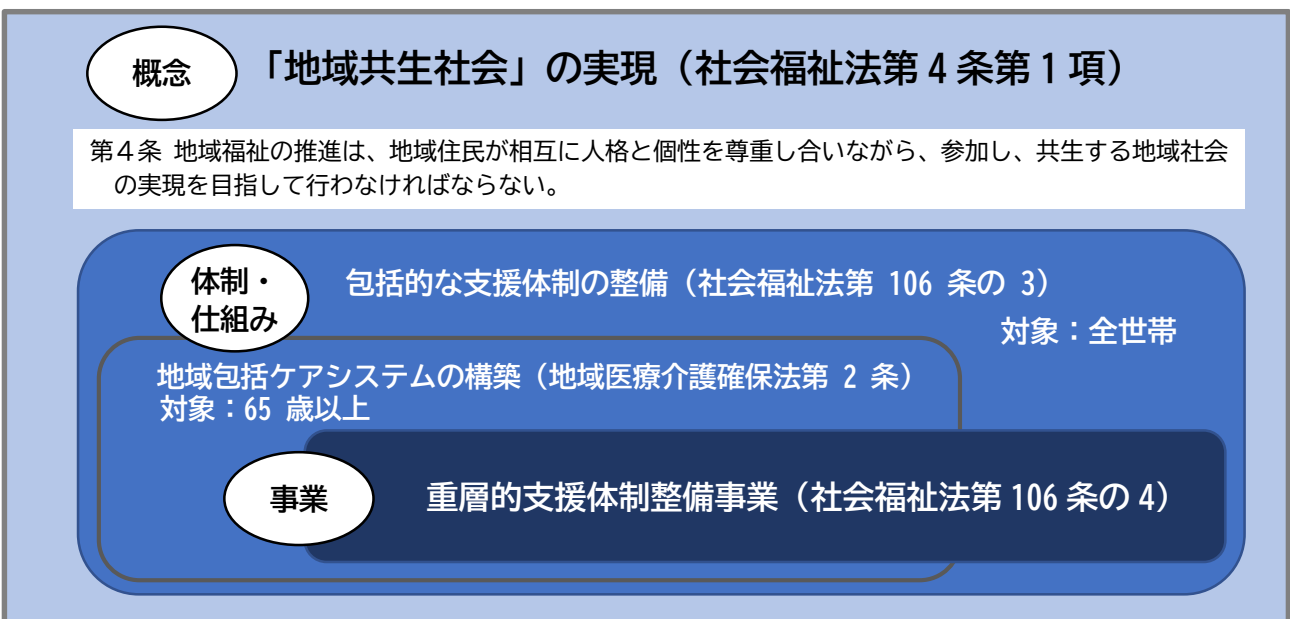 概念
「地域共生社会」の実現（社会福祉法第4条第1項）
第４条 地域福祉の推進は、地域住民が相互に人格と個性を尊重し合いながら、参加し、共生する地域社会
の実現を目指して行わなければならない。
体制・
仕組み
包括的な支援体制の整備（社会福祉法第 106 条の 3）
対象：全世帯
地域包括ケアシステムの構築（地域医療介護確保法第 2 条）
対象：65 歳以上
事業
重層的支援体制整備事業（社会福祉法第 106 条の 4）